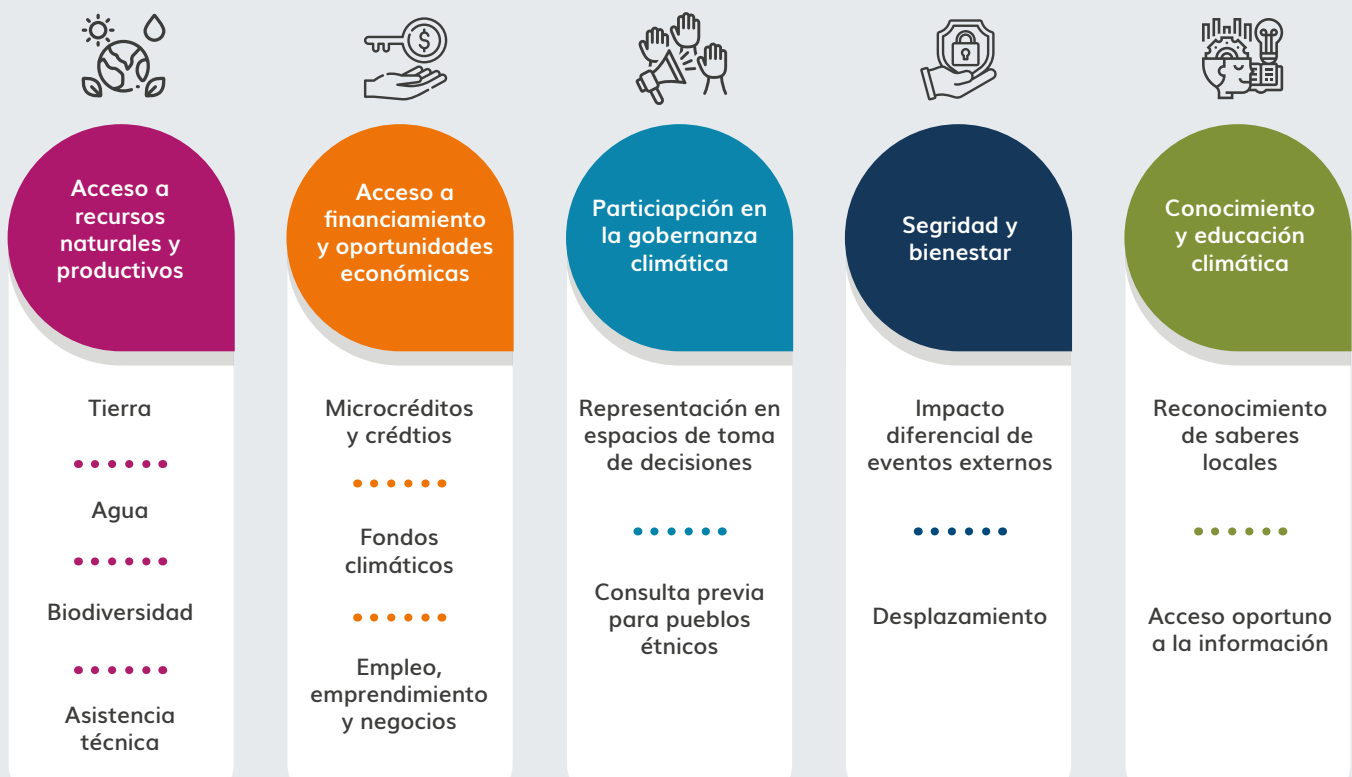 Acceso a
recursos
naturales y
productivos
Tierra
Agua
Biodiversidad
Asistencia
técnica
Acceso a
financiamiento
y oportunidades
económicas
Microcréditos
y crédtios
Fondos
climáticos
Empleo,
emprendimiento
y negocios
Particiapción en
la gobernanza
climática
Representación en
espacios de toma
de decisiones
Consulta previa
para pueblos
étnicos
Segridad y
bienestar
Impacto
diferencial de
eventos externos
Desplazamiento
Conocimiento
y educación
climática
Reconocimiento
de saberes
locales
Acceso oportuno
a la información